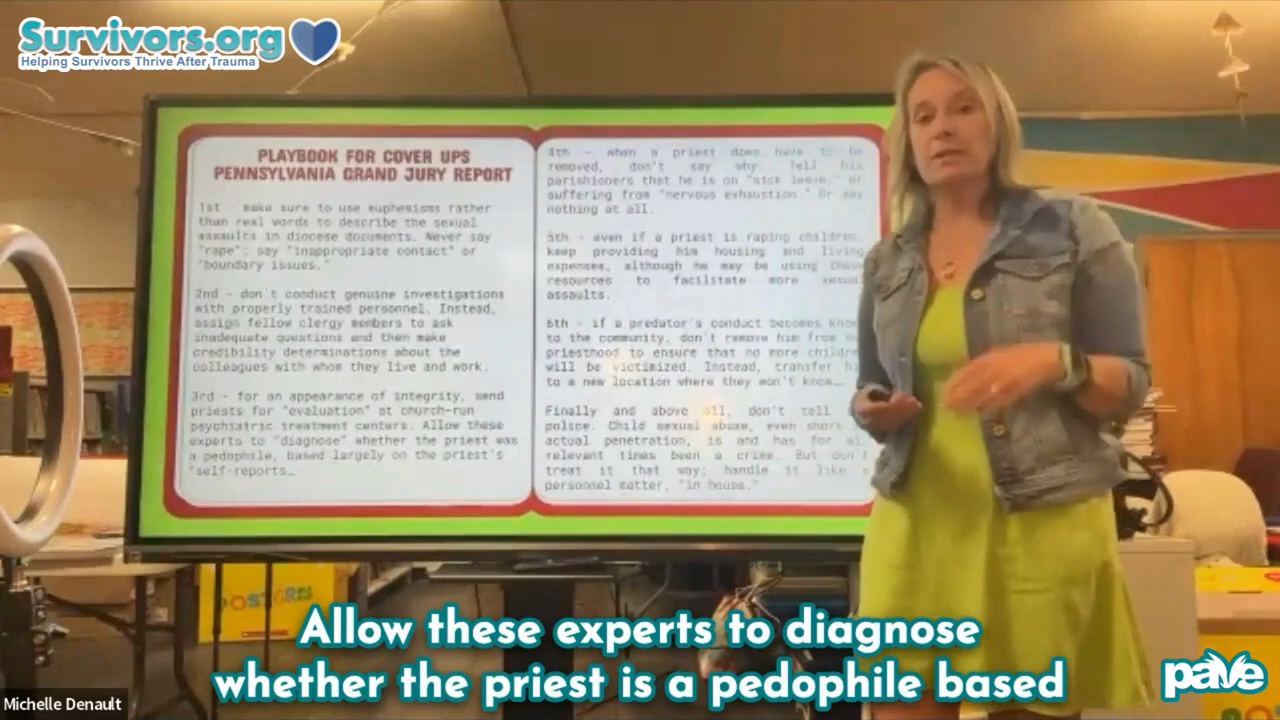 Survivors.org
Helping Survivors Thrive After Trauma
PLAYBOOK FOR COVER UPS
PENNSYLVANIA GRAND JURY REPORT
1st - make sure to use euphemisms rather
than real words to describe the sexual
assaults in diocese documents. Never say
"rape"; say "inappropriate contact" or
"boundary issues."
2nd - don't conduct genuine investigations
with properly trained personnel. Instead,
assign fellow clergy members to ask
inadequate questions and then make
credibility determinations about the
colleagues with whom they live and work.
3rd - for an appearance of integrity, send
priests for "evaluation" at church-run
psychiatric treatment centers. Allow these
experts to "diagnose" whether the priest was
a pedophile, based largely on the priest's
"self-reports…
4th - when a priest does have to be
removed, don't say why. Tell his
parishioners that he is on "sick leave," or
suffering from "nervous exhaustion." Or say
nothing at all.
5th - even if a priest is raping children,
keep providing him housing and living
expenses, although he may be using these
resources to facilitate more sexual
assaults.
6th - if a predator's conduct becomes
to the community, don't remove him from
priesthood to ensure that no more children
will be victimized. Instead, transfer
to a new location where they won't know…
Finally and above all, don't tell
police. Child sexual abuse, even short
actual penetration, is and has for
relevant times been a crime. But don't
treat it that way; handle it like
personnel matter, "in house."
POSTCARD
Allow these experts to diagnose
whether the priest is a pedophile based
Michelle Denault
pave